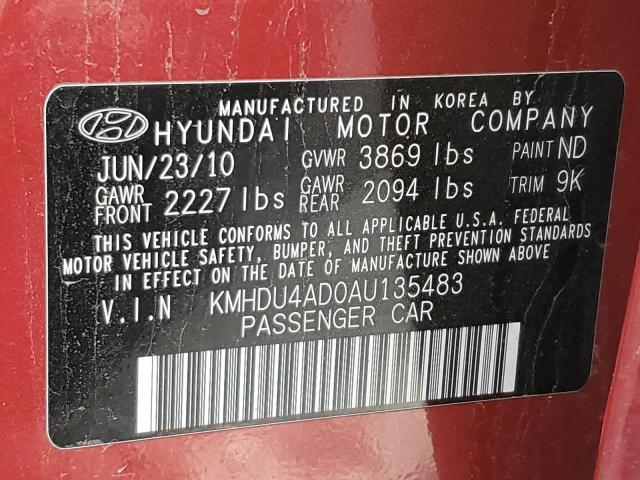 MANUFACTURED IN KOREA BY
HYUNDAI MOTOR COMPANY
JUN/23/10 GVWR 3869 lbs PAINT ND
GAWR FRONT 2227 lbs GAWR REAR 2094 lbs TRIM 9K
THIS VEHICLE CONFORMS TO ALL APPLICABLE U.S.A. FEDERAL
MOTOR VEHICLE SAFETY, BUMPER, AND THEFT PREVENTION STANDARDS
IN EFFECT ON THE DATE OF MANUFACTURE SHOWN ABOVE
V.I.N KMHDU4AD0AU135483
PASSENGER CAR